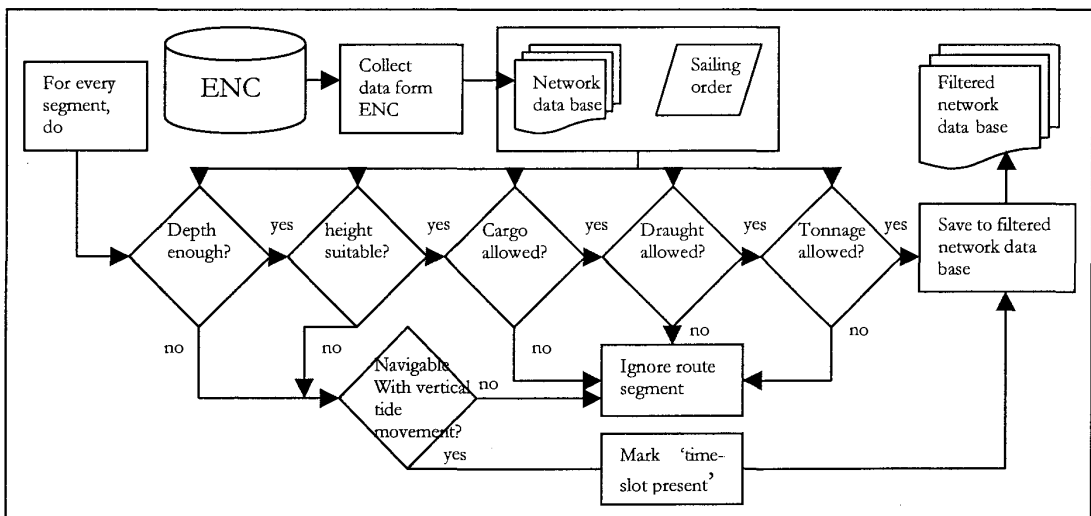 For every
segment,
do
ENC
Collect
data form
ENC
Network
data base
Sailing
order
Filtered
network
data base
Depth
enough?
yes
height
suitable?
yes
Cargo
allowed?
yes
Draught
allowed?
yes
Tonnage
allowed?
yes
Save to filtered
network data
base
no
no
no
no
no
Navigable
With vertical
tide
movement?
no
yes
Ignore route
segment
Mark 'time-
slot present'